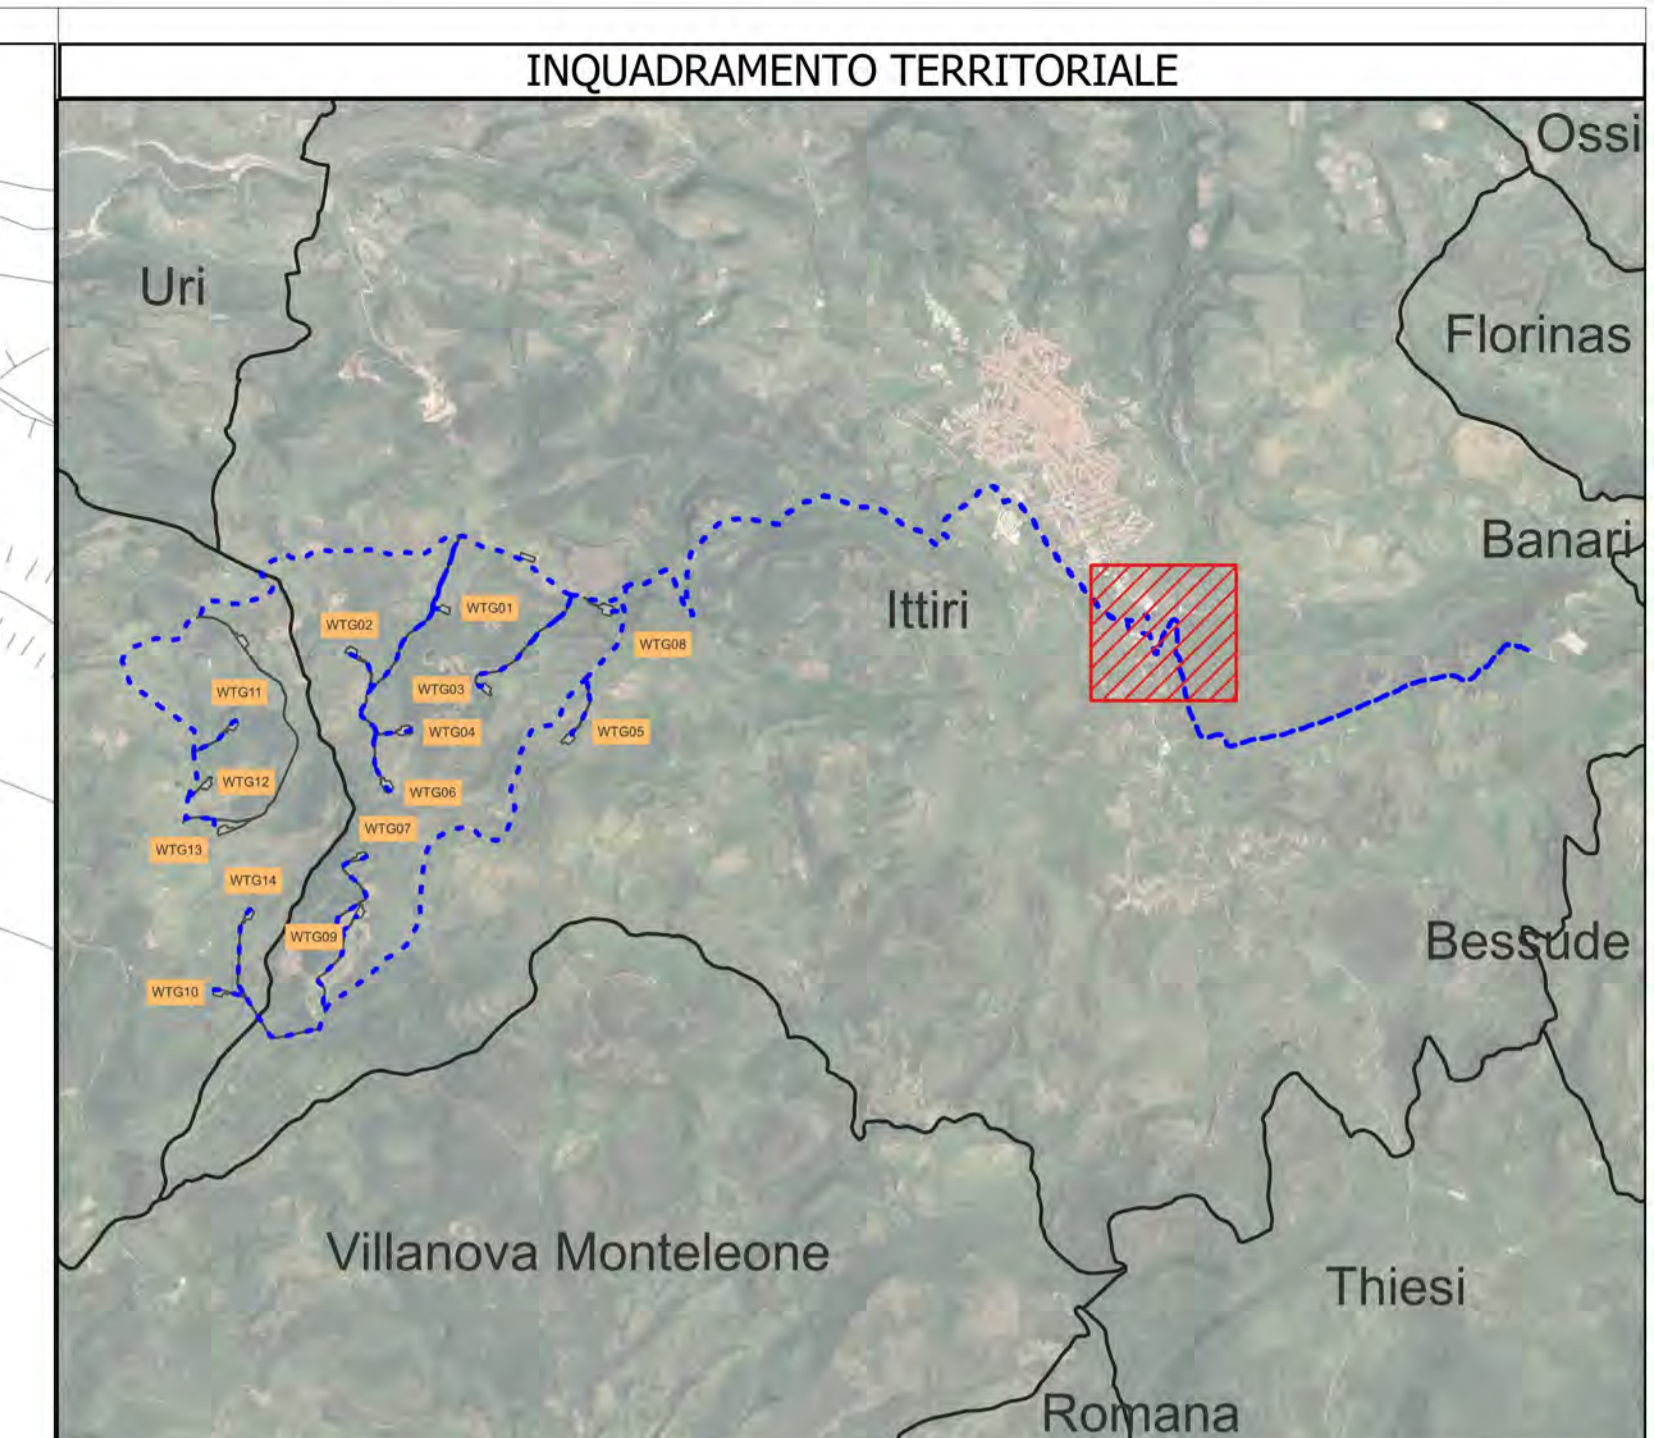 INQUADRAMENTO TERRITORIALE
Ossi
Uri
Florinas
Banari
Ittiri
WTG01
WTG02
WTG08
WTG03
WTG11
WTG04
WTG05
WTG12
WTG06
WTG07
WTG13
WTG14
WTG09
Bessude
WTG10
Villanova Monteleone
Thiesi
Romana